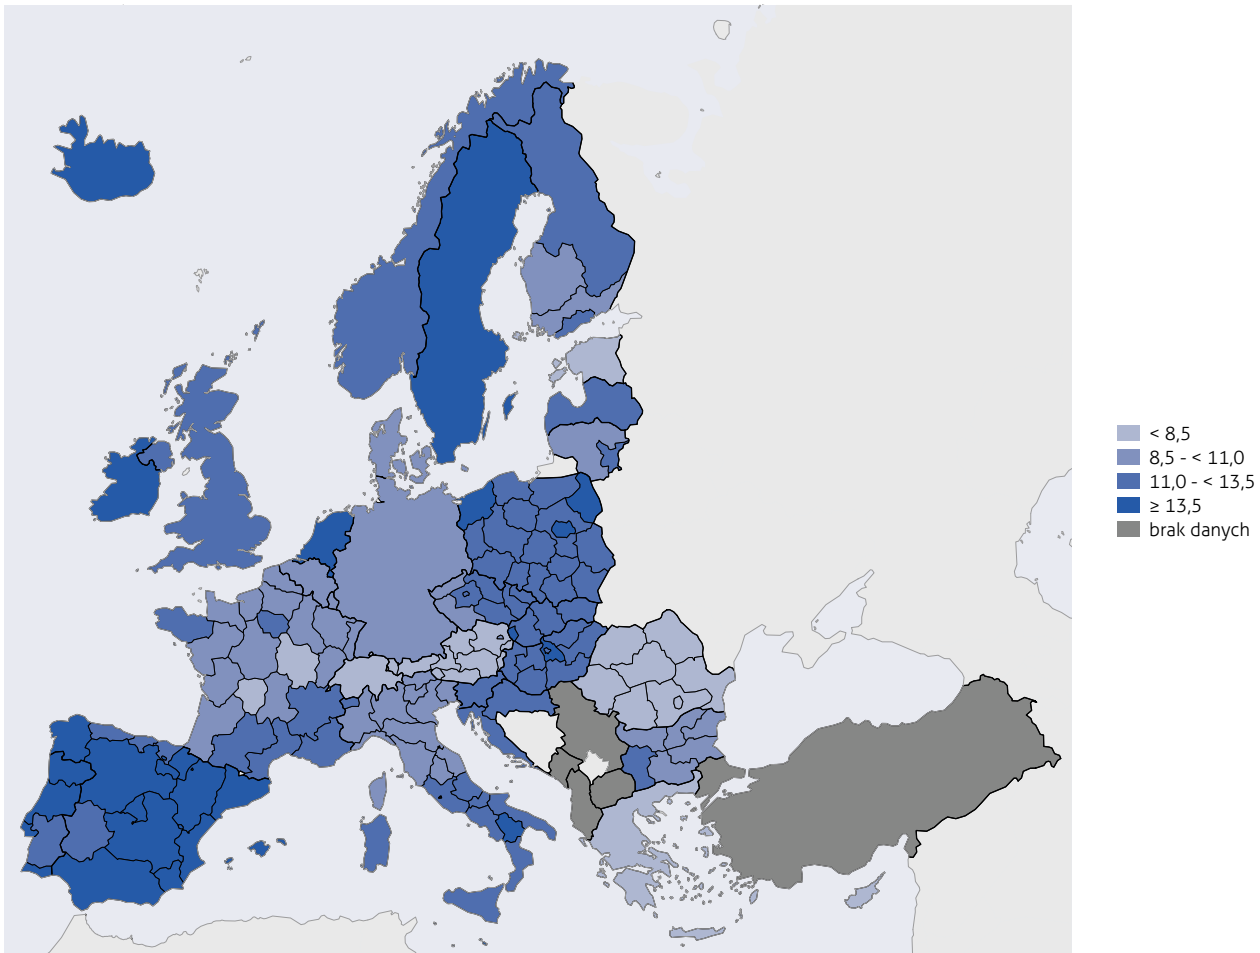 < 8,5
8,5 - < 11,0
11,0 - < 13,5
≥ 13,5
brak danych